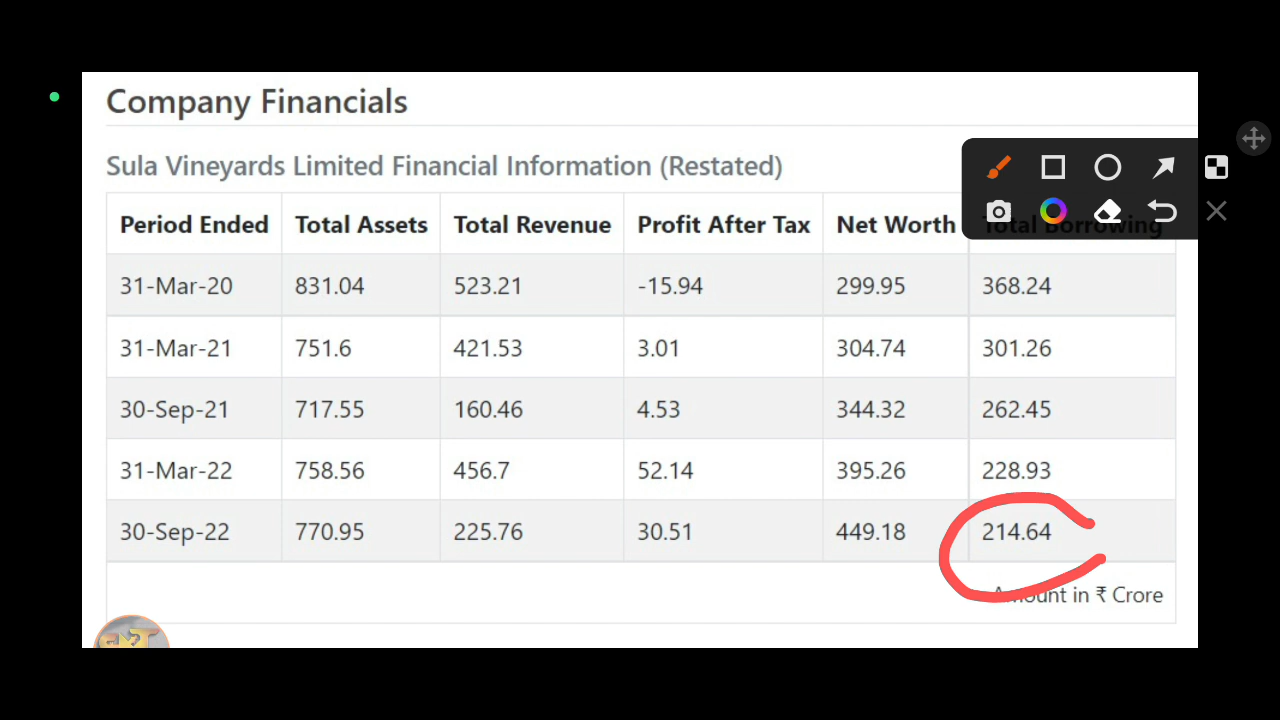 Company Financials
Sula Vineyards Limited Financial Information (Restated)
Period Ended Total Assets Total Revenue Profit After Tax Net Worth Total Borrowing
31-Mar-20 831.04 523.21 -15.94 299.95 368.24
31-Mar-21 751.6 421.53 3.01 304.74 301.26
30-Sep-21 717.55 160.46 4.53 344.32 262.45
31-Mar-22 758.56 456.7 52.14 395.26 228.93
30-Sep-22 770.95 225.76 30.51 449.18 214.64
Amount in ₹ Crore